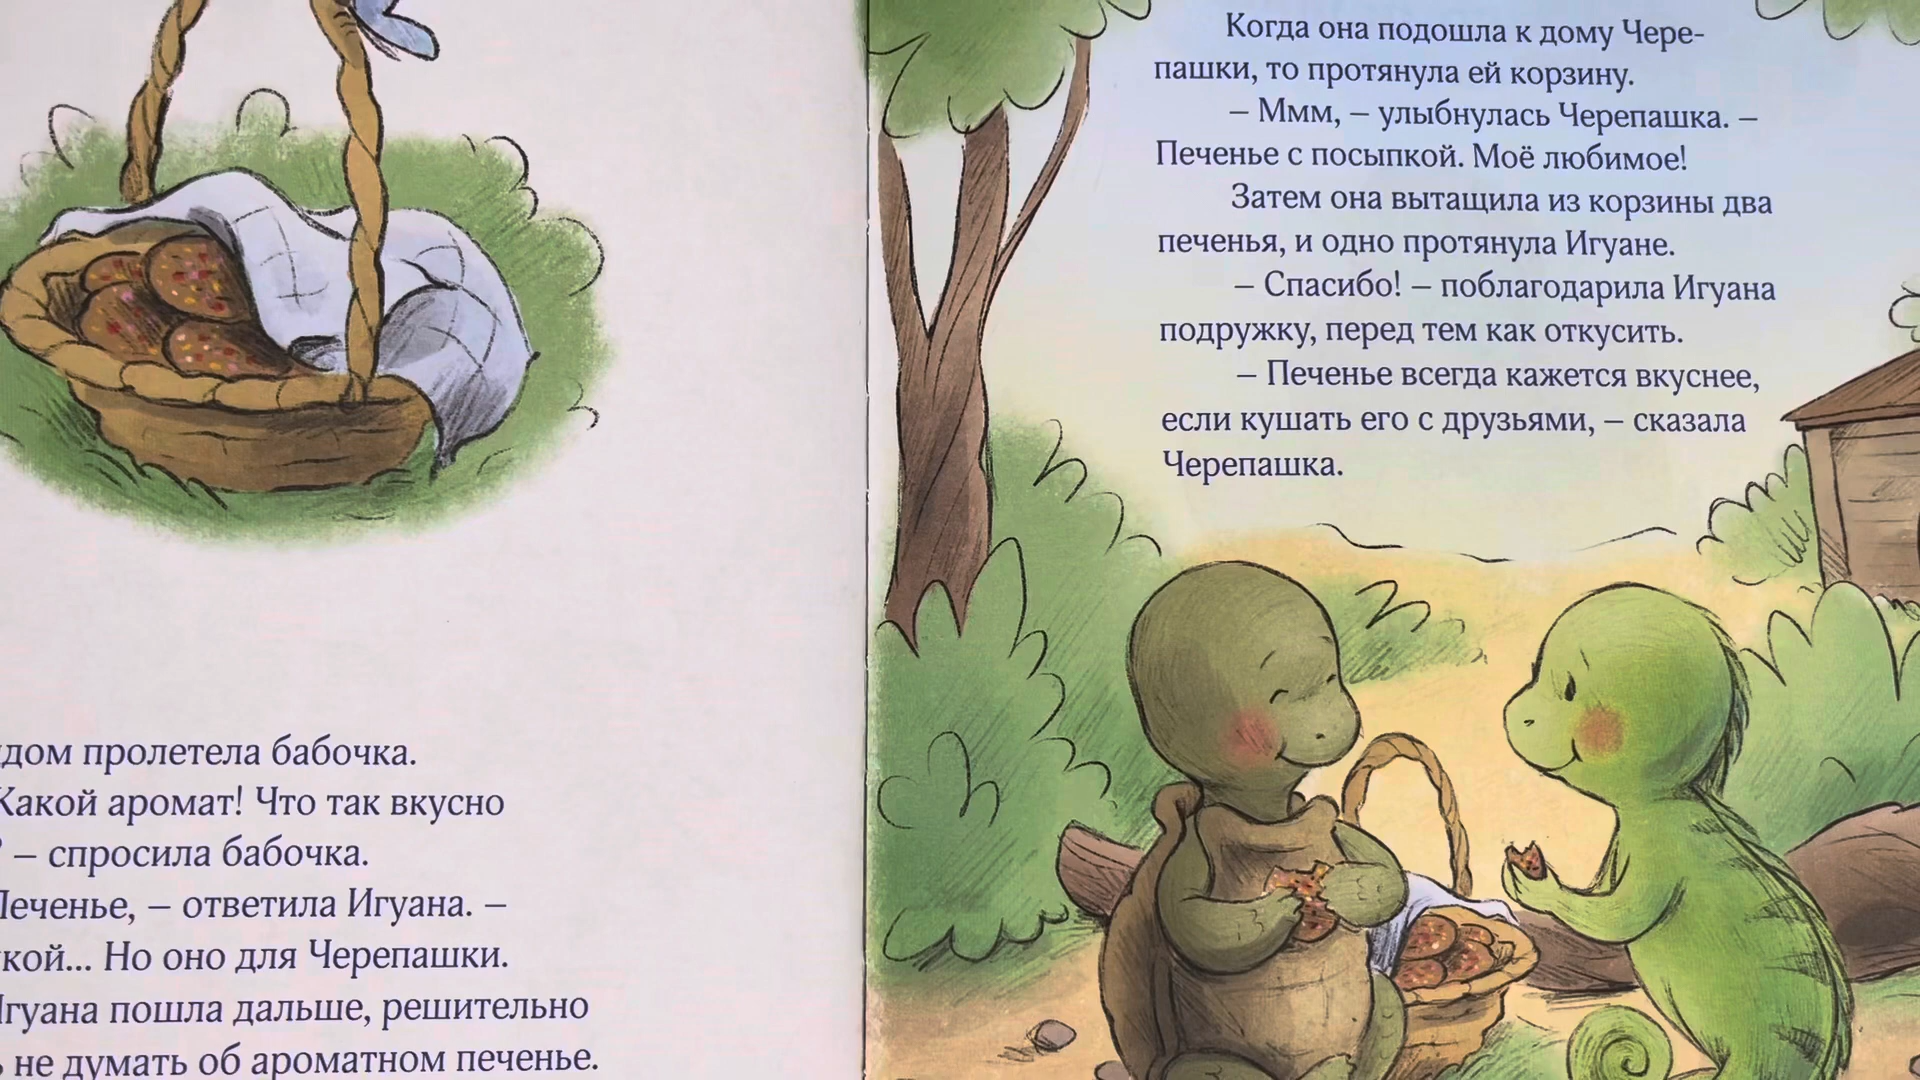 пролетела бабочка.
Какой аромат! Что так вкусно
– спросила бабочка.
Печенье, – ответила Игуана. –
Но оно для Черепашки.
Игуана пошла дальше, решительно
не думать об ароматном печенье.
Когда она подошла к дому Чере-
пашки, то протянула ей корзину.
– Ммм, – улыбнулась Черепашка. –
Печенье с посыпкой. Моё любимое!
Затем она вытащила из корзины два
печенья, и одно протянула Игуане.
– Спасибо! – поблагодарила Игуана
подружку, перед тем как откусить.
– Печенье всегда кажется вкуснее,
если кушать его с друзьями, – сказала
Черепашка.